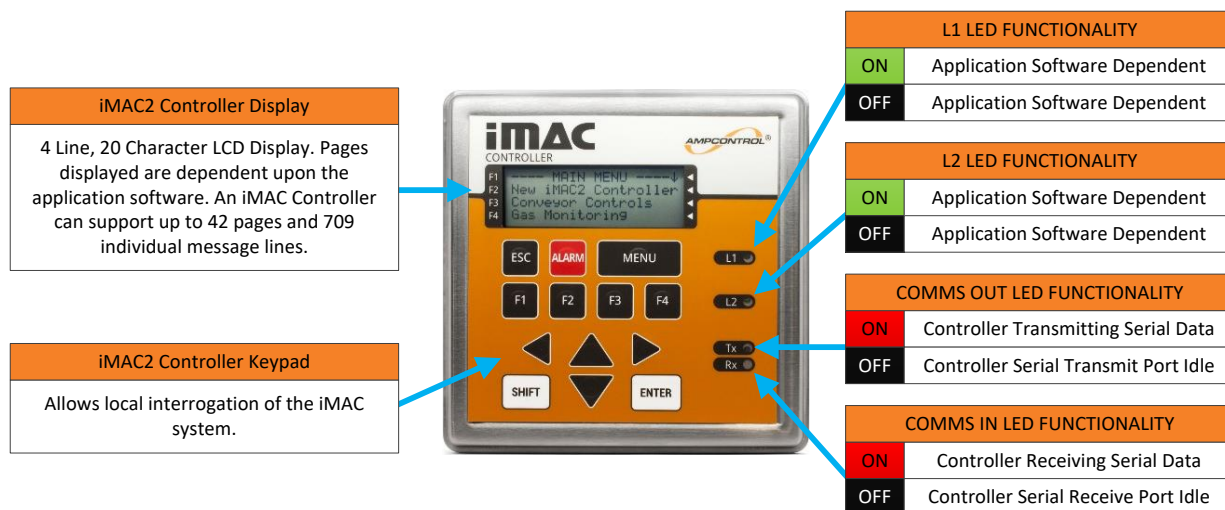 iMAC2 Controller Display
4 Line, 20 Character LCD Display. Pages
displayed are dependent upon the
application software. An iMAC Controller
can support up to 42 pages and 709
individual message lines.
iMAC2 Controller Keypad
Allows local interrogation of the iMAC
system.
iMAC
CONTROLLER
AMPCONTROL®
F1 ---- MAIN MENU ----↓
F2 New iMAC2 Controller
F3 Conveyor Controls
F4 Gas Monitoring
ESC ALARM MENU
F1 F2 F3 F4
SHIFT ENTER
L1
L2
Tx
Rx
L1 LED FUNCTIONALITY
ON Application Software Dependent
OFF Application Software Dependent
L2 LED FUNCTIONALITY
ON Application Software Dependent
OFF Application Software Dependent
COMMS OUT LED FUNCTIONALITY
ON Controller Transmitting Serial Data
OFF Controller Serial Transmit Port Idle
COMMS IN LED FUNCTIONALITY
ON Controller Receiving Serial Data
OFF Controller Serial Receive Port Idle